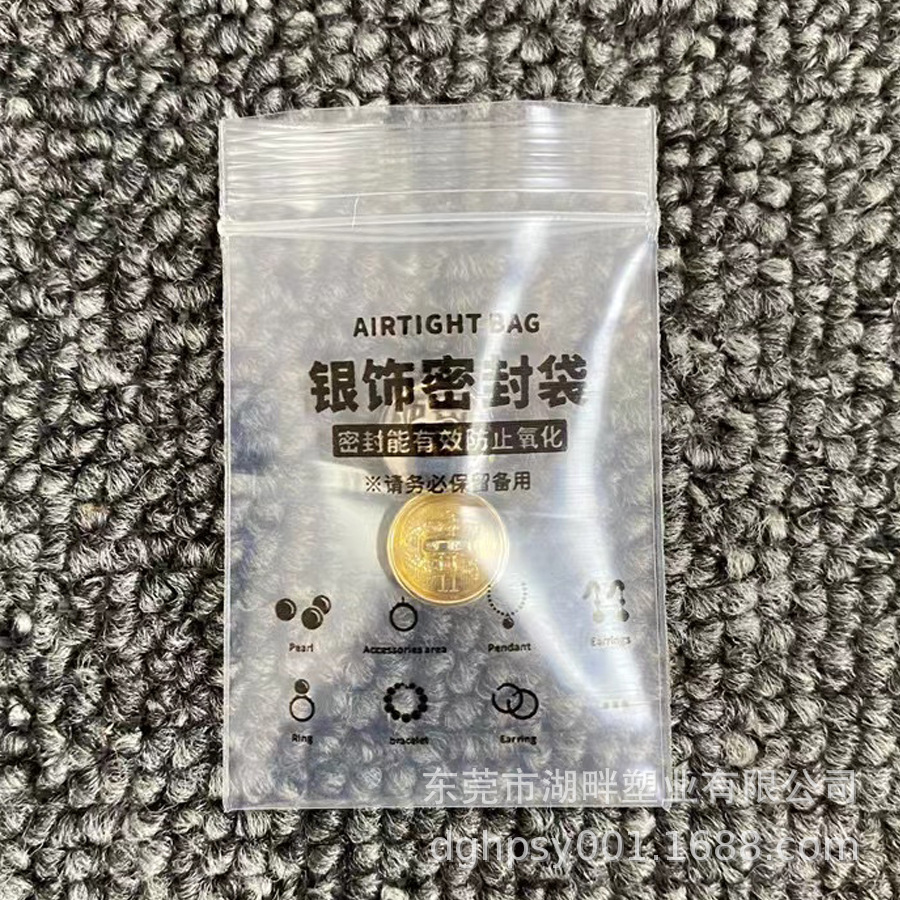 AIRTIGHT BAG
银饰密封袋
密封能有效防止氧化
※请务必保留备用
Pearl
Accessories area
Pendant
Earrings
Ring
bracelet
Earring
东莞市湖畔塑业有限公司
dghpsy001.1688.com